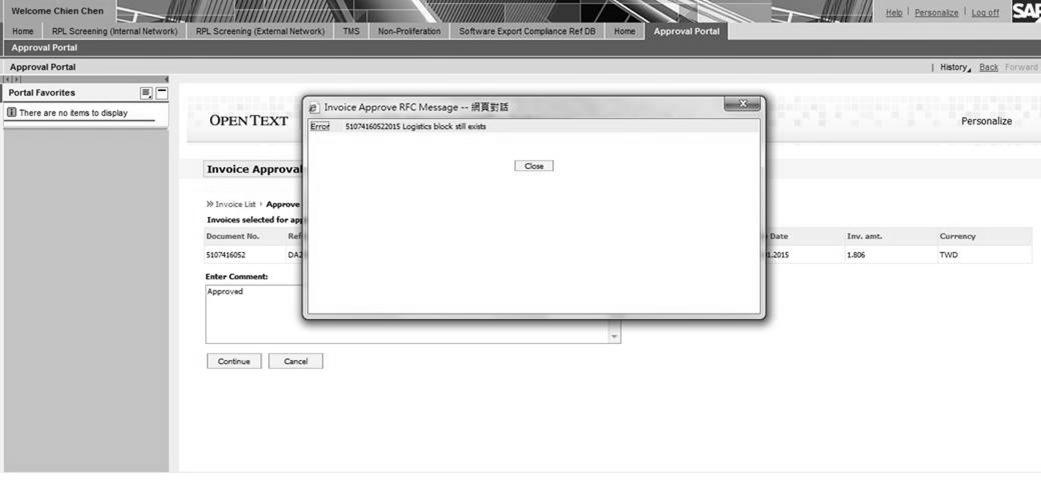 Welcome Chien Chen
Help | Personalize | Log off
SAP
Home RPL Screening (Internal Network) RPL Screening (External Network) TMS Non-Proliferation Software Export Compliance Ref DB Home Approval Portal
Approval Portal
Approval Portal
| History Back Forward
Portal Favorites
There are no items to display
Invoice Approve RFC Message -- 網頁對話
x
Error 51074160522015 Logistics block still exists
Close
OPEN TEXT
Personalize
Invoice Approval
Invoice List › Approve
Invoices selected for app
Document No. Ref Date Inv. amt. Currency
5107416052 DA2 1.2015 1.806 TWD
Enter Comment:
Approved
Continue Cancel